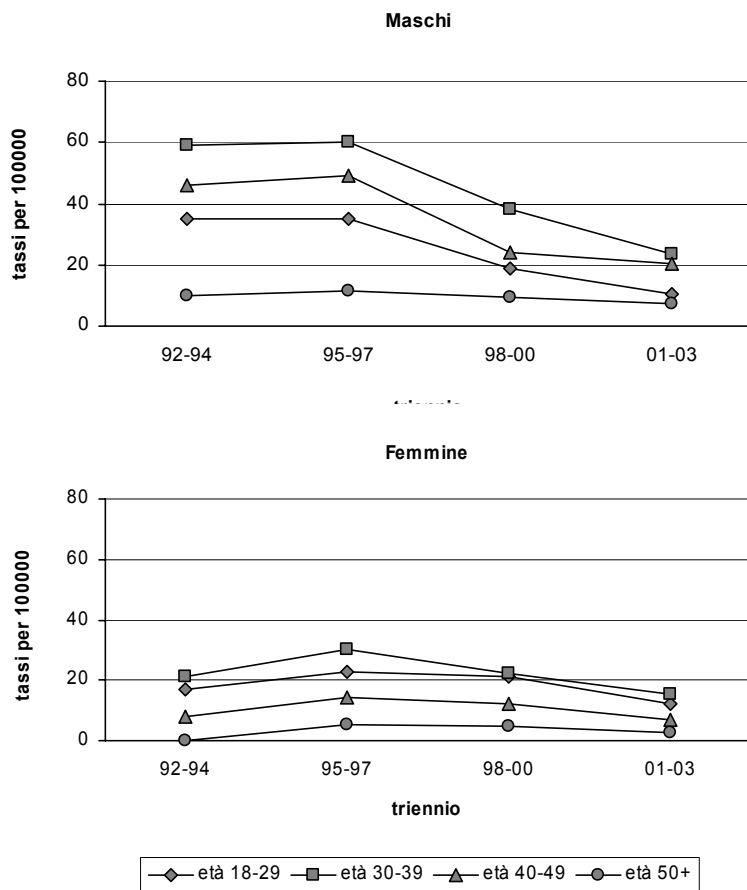 Maschi
80
60
40
20
0
tassi per 100000
92-94 95-97 98-00 01-03
Femmine
80
60
40
20
0
tassi per 100000
92-94 95-97 98-00 01-03
triennio
età 18-29 età 30-39 età 40-49 età 50+